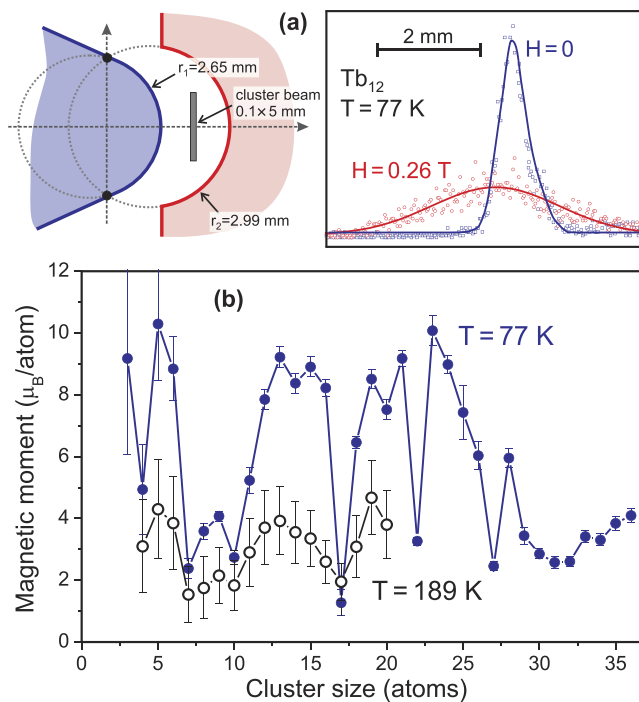 (a)
r₁=2.65 mm
cluster beam
0.1×5 mm
r₂=2.99 mm
2 mm
H=0
Tb₁₂
T=77 K
H=0.26 T
(b)
T = 77 K
T = 189 K
Magnetic moment (μB/atom)
12
10
8
6
4
2
0
0
5
10
15
20
25
30
35
Cluster size (atoms)